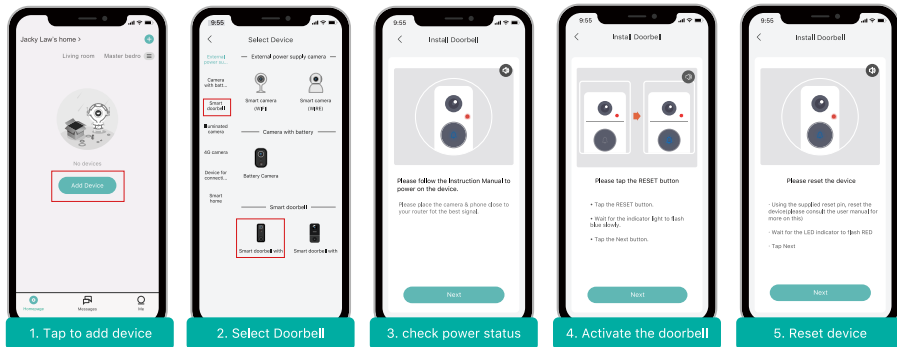 Jacky Law's home >
Living room Master bedro
No devices
Add Device
Homepage Messages Me
1. Tap to add device
9:55
Select Device
External power su...
Camera with batt...
Smart doorbell
Illuminated camera
4G camera
Device for connecti...
Smart home
External power supply camera
Smart camera (WIFI)
Smart camera (WIRE)
Camera with battery
Battery Camera
Smart doorbell
Smart doorbell with
Smart doorbell with
2. Select Doorbell
9:55
Install Doorbell
Please follow the Instruction Manual to
power on the device.
Please place the camera & phone close to
your router fot the best signal.
Next
3. check power status
9:55
Install Doorbell
Please tap the RESET button
• Tap the RESET button.
• Wait for the indicator light to flash
blue slowly.
• Tap the Next button.
Next
4. Activate the doorbell
9:55
Install Doorbell
Please reset the device
· Using the supplied reset pin, reset the
device(please consult the user manual for
more on this)
· Wait for the LED indicator to flash RED
· Tap Next
Next
5. Reset device